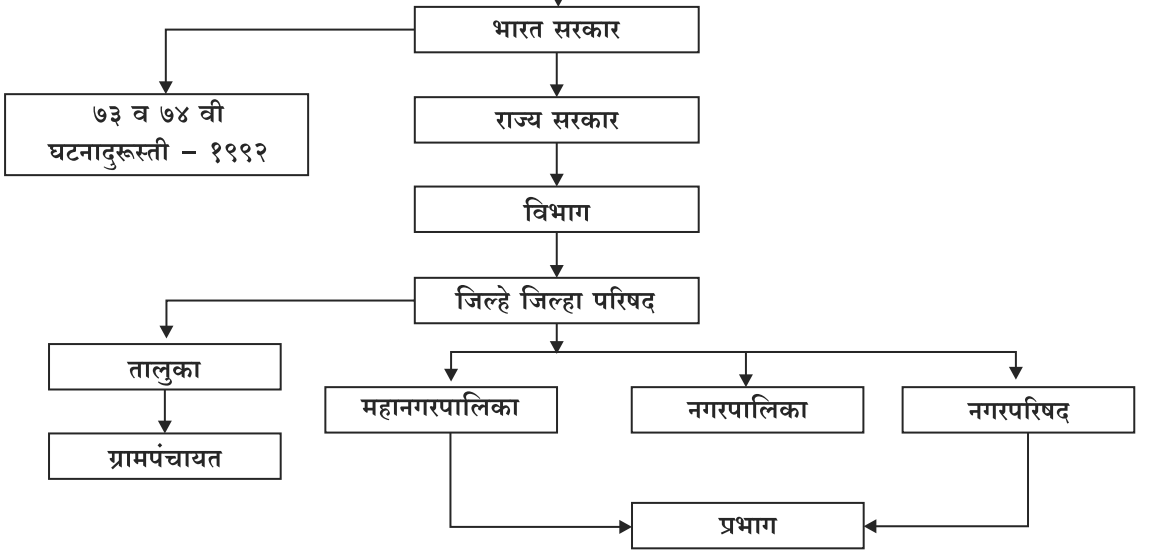 भारत सरकार
७३ व ७४ वी
घटनादुरूस्ती – १९९२
राज्य सरकार
विभाग
जिल्हे जिल्हा परिषद
तालुका
महानगरपालिका
नगरपालिका
नगरपरिषद
ग्रामपंचायत
प्रभाग